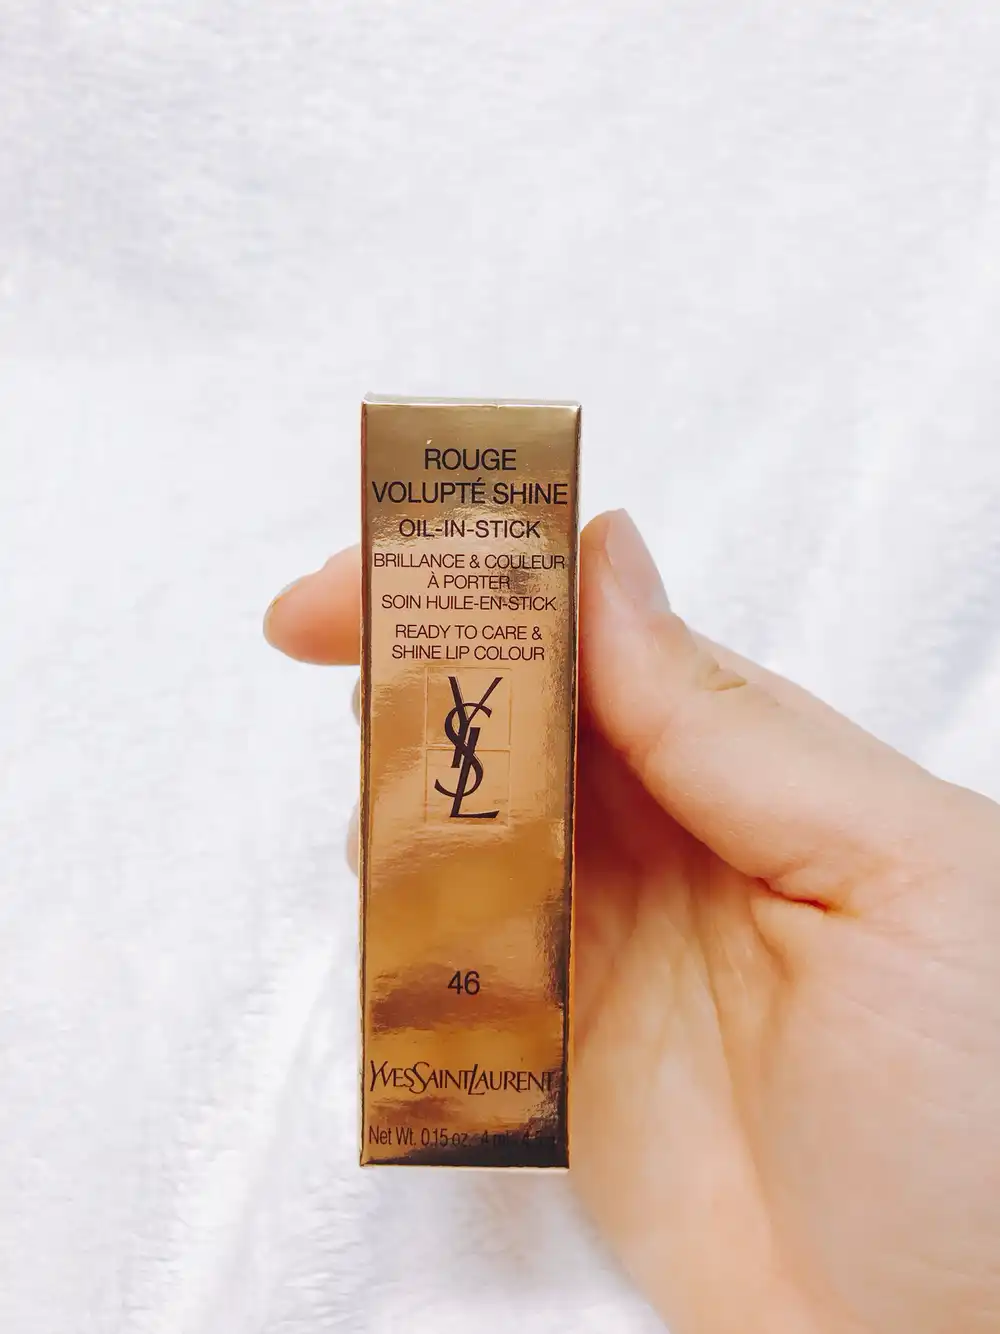 ROUGE
VOLUPTÉ SHINE
OIL-IN-STICK
BRILLANCE & COULEUR
À PORTER
SOIN HUILE-EN-STICK
READY TO CARE &
SHINE LIP COLOUR
YSL
46
YVESSAINTLAURENT
Net Wt. 0.15 oz. 4 ml